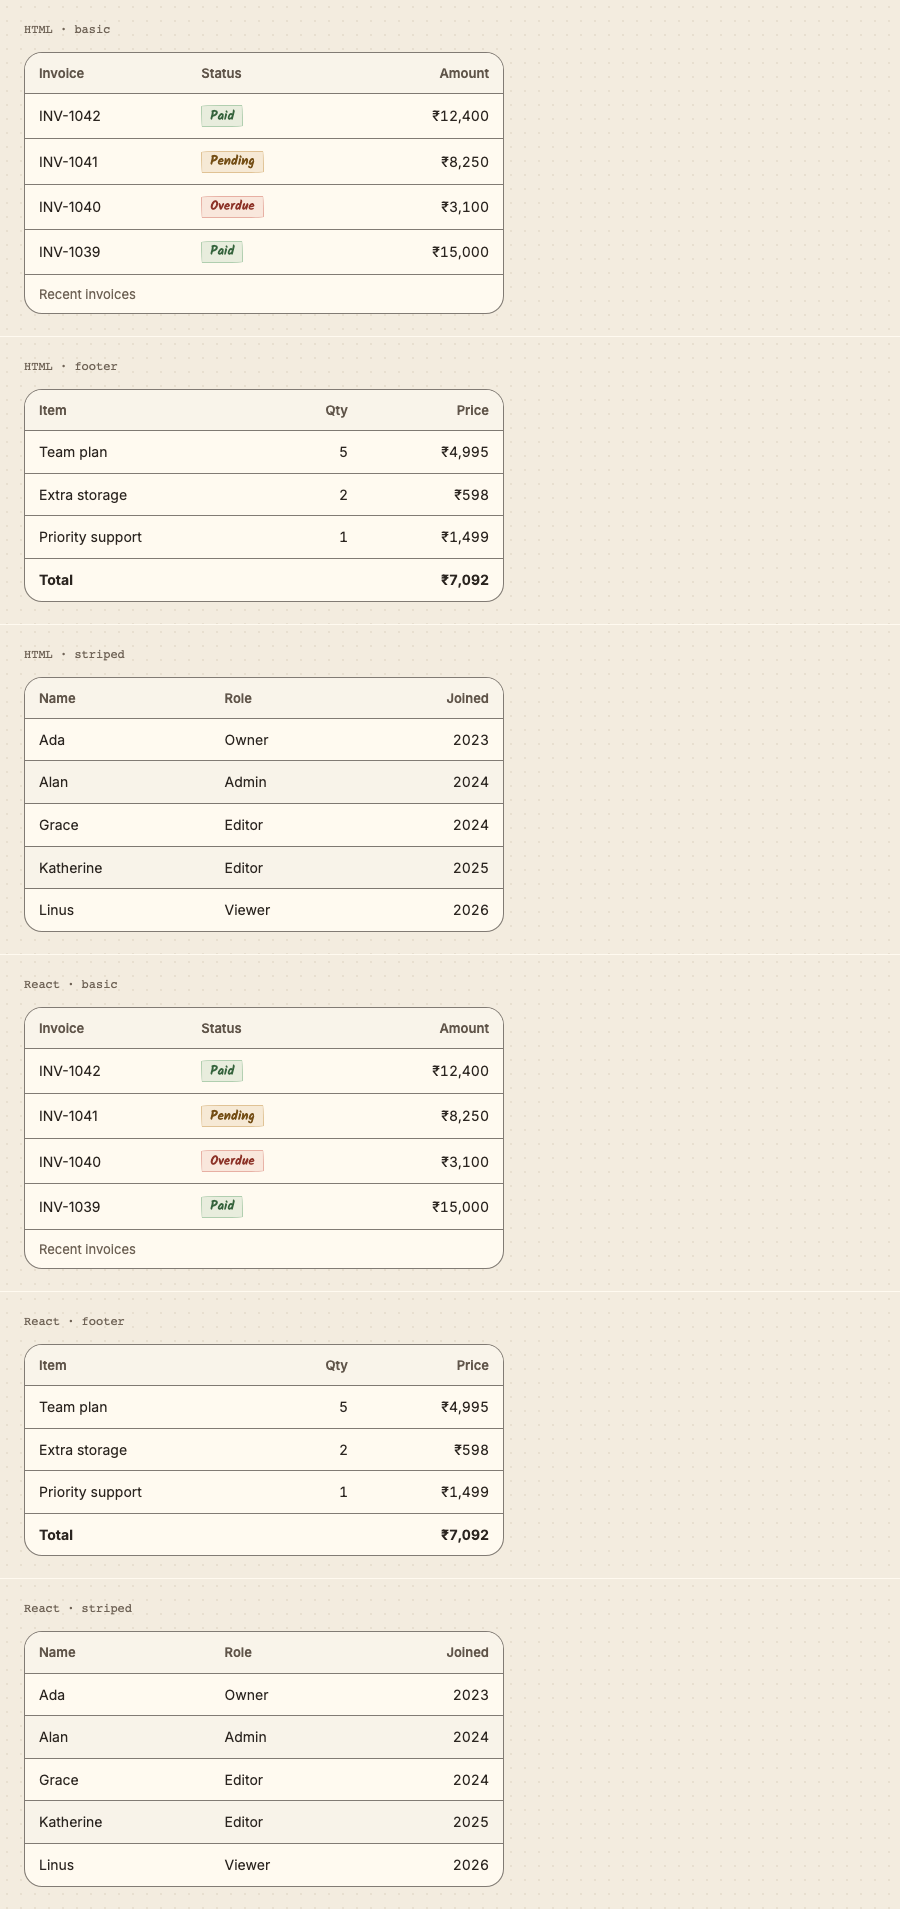 HTML · basic
Invoice Status Amount
INV-1042 Paid ₹12,400
INV-1041 Pending ₹8,250
INV-1040 Overdue ₹3,100
INV-1039 Paid ₹15,000
Recent invoices
HTML · footer
Item Qty Price
Team plan 5 ₹4,995
Extra storage 2 ₹598
Priority support 1 ₹1,499
Total ₹7,092
HTML · striped
Name Role Joined
Ada Owner 2023
Alan Admin 2024
Grace Editor 2024
Katherine Editor 2025
Linus Viewer 2026
React · basic
Invoice Status Amount
INV-1042 Paid ₹12,400
INV-1041 Pending ₹8,250
INV-1040 Overdue ₹3,100
INV-1039 Paid ₹15,000
Recent invoices
React · footer
Item Qty Price
Team plan 5 ₹4,995
Extra storage 2 ₹598
Priority support 1 ₹1,499
Total ₹7,092
React · striped
Name Role Joined
Ada Owner 2023
Alan Admin 2024
Grace Editor 2024
Katherine Editor 2025
Linus Viewer 2026